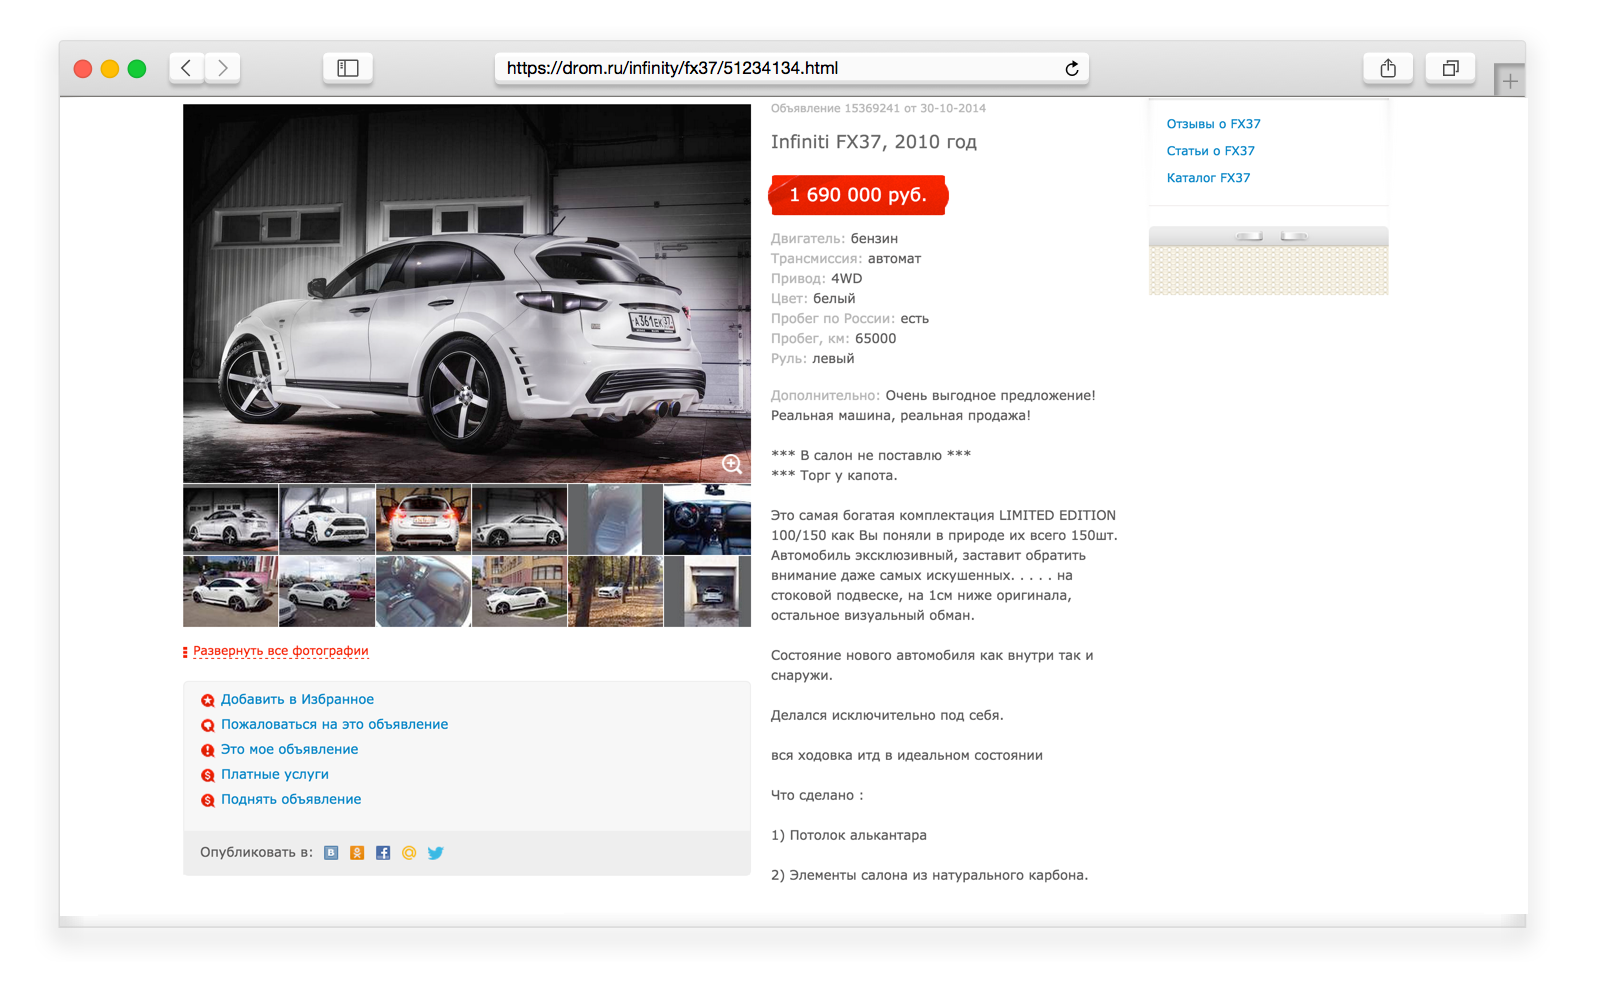 https://drom.ru/infinity/fx37/51234134.html
Объявление 15369241 от 30-10-2014
Infiniti FX37, 2010 год
1 690 000 руб.
Двигатель: бензин
Трансмиссия: автомат
Привод: 4WD
Цвет: белый
Пробег по России: есть
Пробег, км: 65000
Руль: левый
Дополнительно: Очень выгодное предложение!
Реальная машина, реальная продажа!
*** В салон не поставлю ***
*** Торг у капота.
Это самая богатая комплектация LIMITED EDITION
100/150 как Вы поняли в природе их всего 150шт.
Автомобиль эксклюзивный, заставит обратить
внимание даже самых искушенных. . . . . на
стоковой подвеске, на 1см ниже оригинала,
остальное визуальный обман.
Состояние нового автомобиля как внутри так и
снаружи.
Делался исключительно под себя.
вся ходовка итд в идеальном состоянии
Что сделано :
1) Потолок алькантара
2) Элементы салона из натурального карбона.
Отзывы о FX37
Статьи о FX37
Каталог FX37
К361ЕК 37
Развернуть все фотографии
Добавить в Избранное
Пожаловаться на это объявление
Это мое объявление
Платные услуги
Поднять объявление
Опубликовать в: